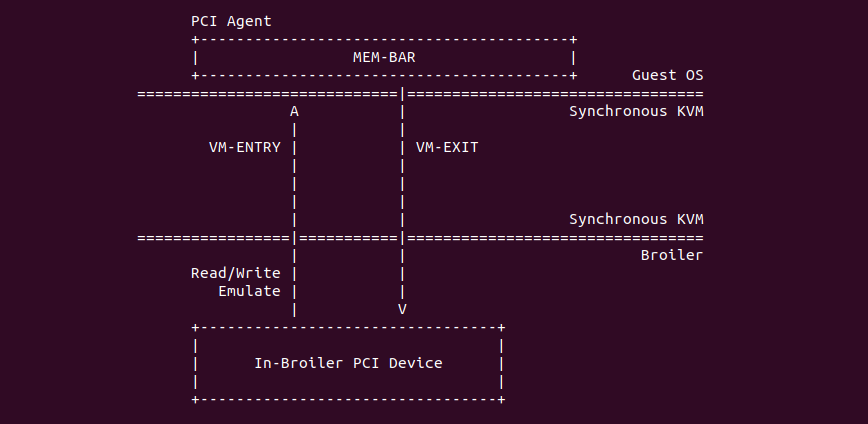 PCI Agent
MEM-BAR
Guest OS
A
Synchronous KVM
VM-ENTRY
VM-EXIT
Synchronous KVM
Broiler
Read/Write
Emulate
V
In-Broiler PCI Device